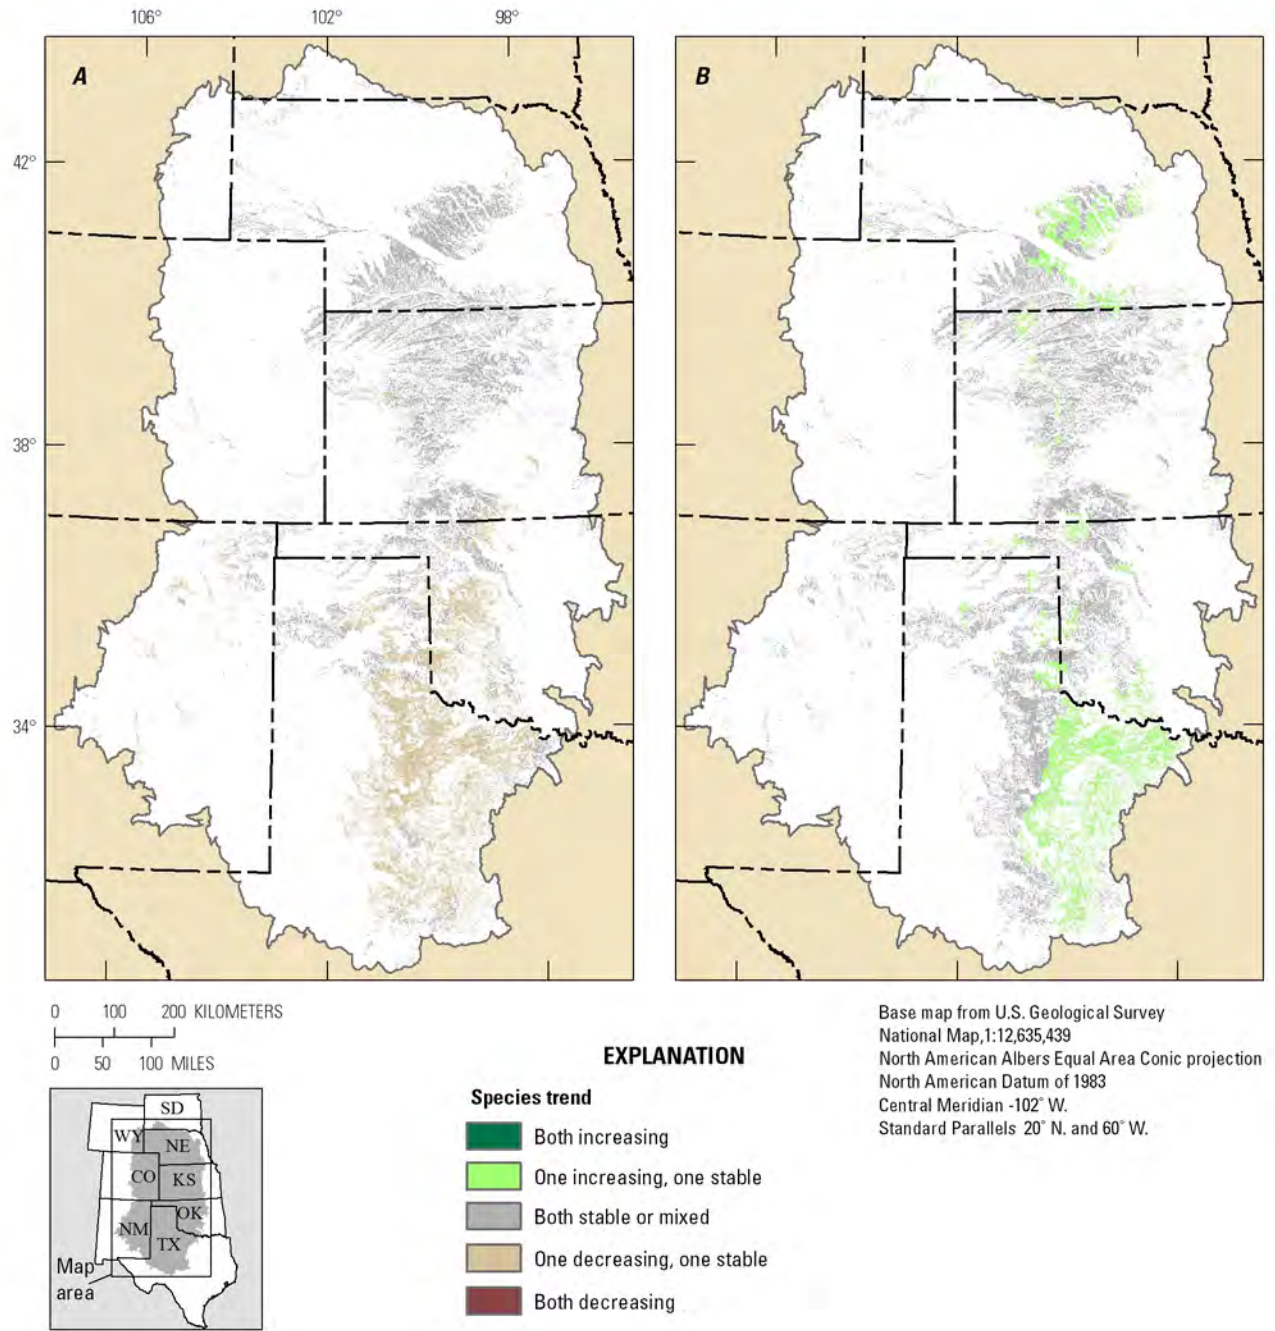 106° 102° 98°
A B
42°
38°
34°
0 100 200 KILOMETERS
0 50 100 MILES
Base map from U.S. Geological Survey
National Map,1:12,635,439
North American Albers Equal Area Conic projection
North American Datum of 1983
Central Meridian -102° W.
Standard Parallels 20° N. and 60° W.
EXPLANATION
Species trend
Both increasing
One increasing, one stable
Both stable or mixed
One decreasing, one stable
Both decreasing
SD
WY NE
CO KS
NM OK
TX
Map
area